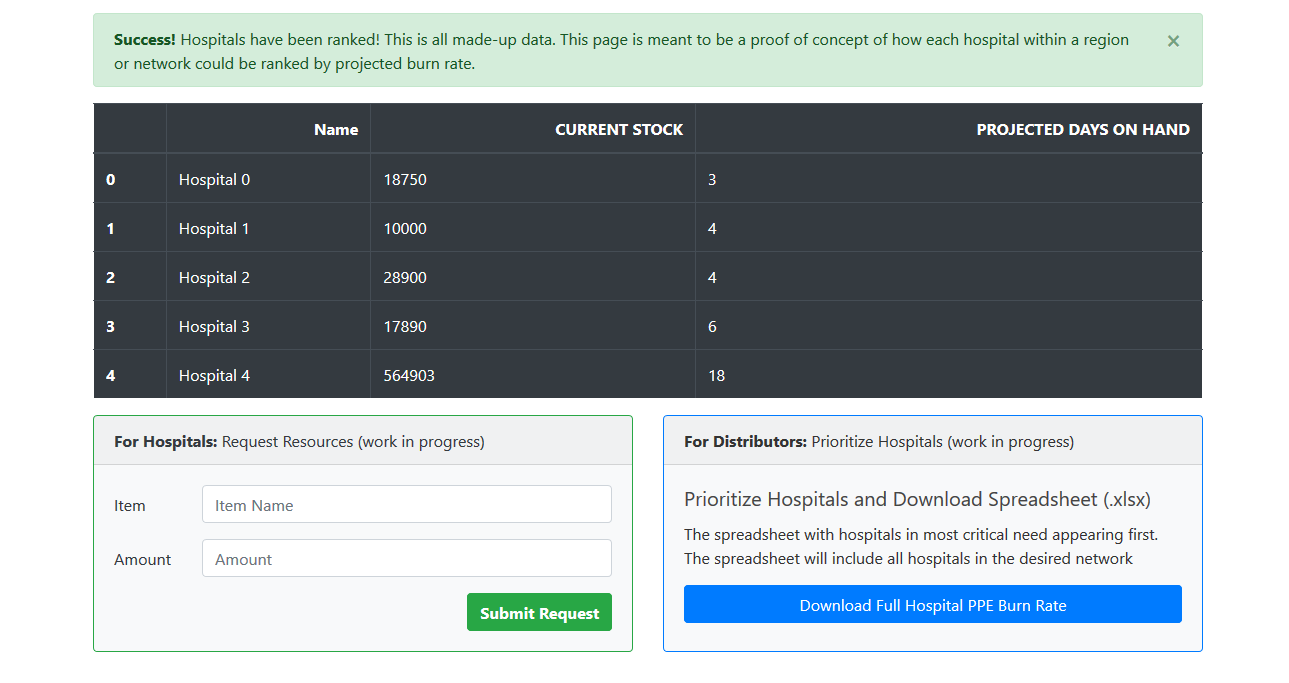 Success! Hospitals have been ranked! This is all made-up data. This page is meant to be a proof of concept of how each hospital within a region
or network could be ranked by projected burn rate.
×
Name CURRENT STOCK PROJECTED DAYS ON HAND
0 Hospital 0 18750 3
1 Hospital 1 10000 4
2 Hospital 2 28900 4
3 Hospital 3 17890 6
4 Hospital 4 564903 18
For Hospitals: Request Resources (work in progress)
Item Item Name
Amount Amount
Submit Request
For Distributors: Prioritize Hospitals (work in progress)
Prioritize Hospitals and Download Spreadsheet (.xlsx)
The spreadsheet with hospitals in most critical need appearing first.
The spreadsheet will include all hospitals in the desired network
Download Full Hospital PPE Burn Rate